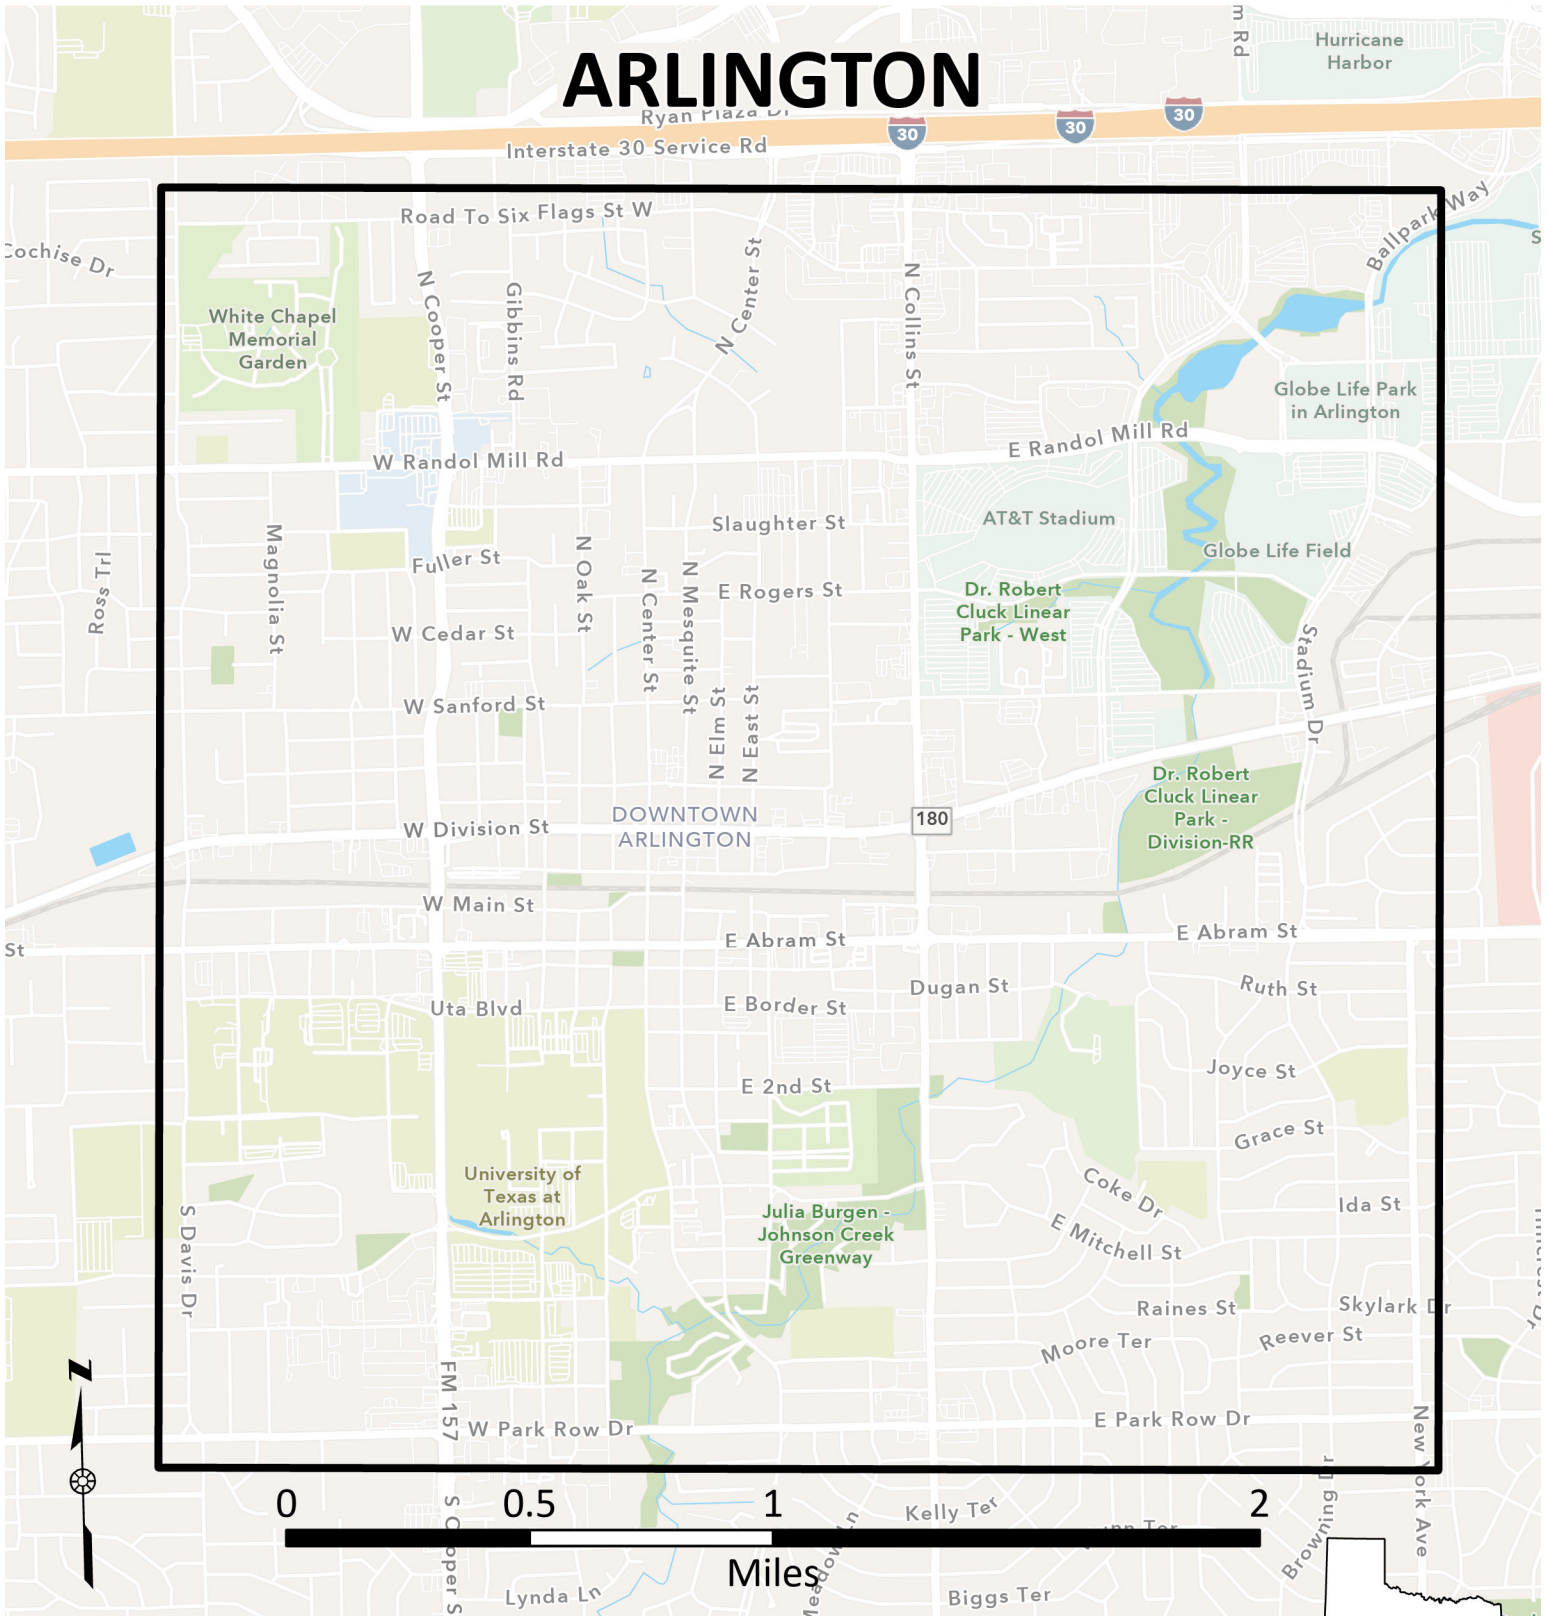 Hurricane
Harbor
m Rd
ARLINGTON
Ryan Plaza Dr
30
30
30
Interstate 30 Service Rd
Road To Six Flags St W
Ballpark Way
Cochise Dr
N Cooper St
Gibbins Rd
N Center St
N Collins St
White Chapel
Memorial
Garden
Globe Life Park
in Arlington
E Randol Mill Rd
W Randol Mill Rd
Slaughter St
AT&T Stadium
Globe Life Field
Ross Trl
Magnolia St
Fuller St
N Oak St
N Center St
N Mesquite St
E Rogers St
Dr. Robert
Cluck Linear
Park - West
W Cedar St
Stadium Dr
W Sanford St
N Elm St
N East St
Dr. Robert
Cluck Linear
Park -
Division-RR
DOWNTOWN
ARLINGTON
180
W Division St
W Main St
E Abram St
E Abram St
St
Dugan St
Ruth St
Uta Blvd
E Border St
Joyce St
E 2nd St
Grace St
University of
Texas at
Arlington
Coke Dr
Ida St
S Davis Dr
Julia Burgen -
Johnson Creek
Greenway
E Mitchell St
Raines St
Skylark Dr
Reever St
Moore Ter
FM 157
W Park Row Dr
E Park Row Dr
New York Ave
N
0 0.5 1 2
Miles
S Cooper S
Kelly Ter
Browning Dr
Meadow Ln
Lynda Ln
Biggs Ter